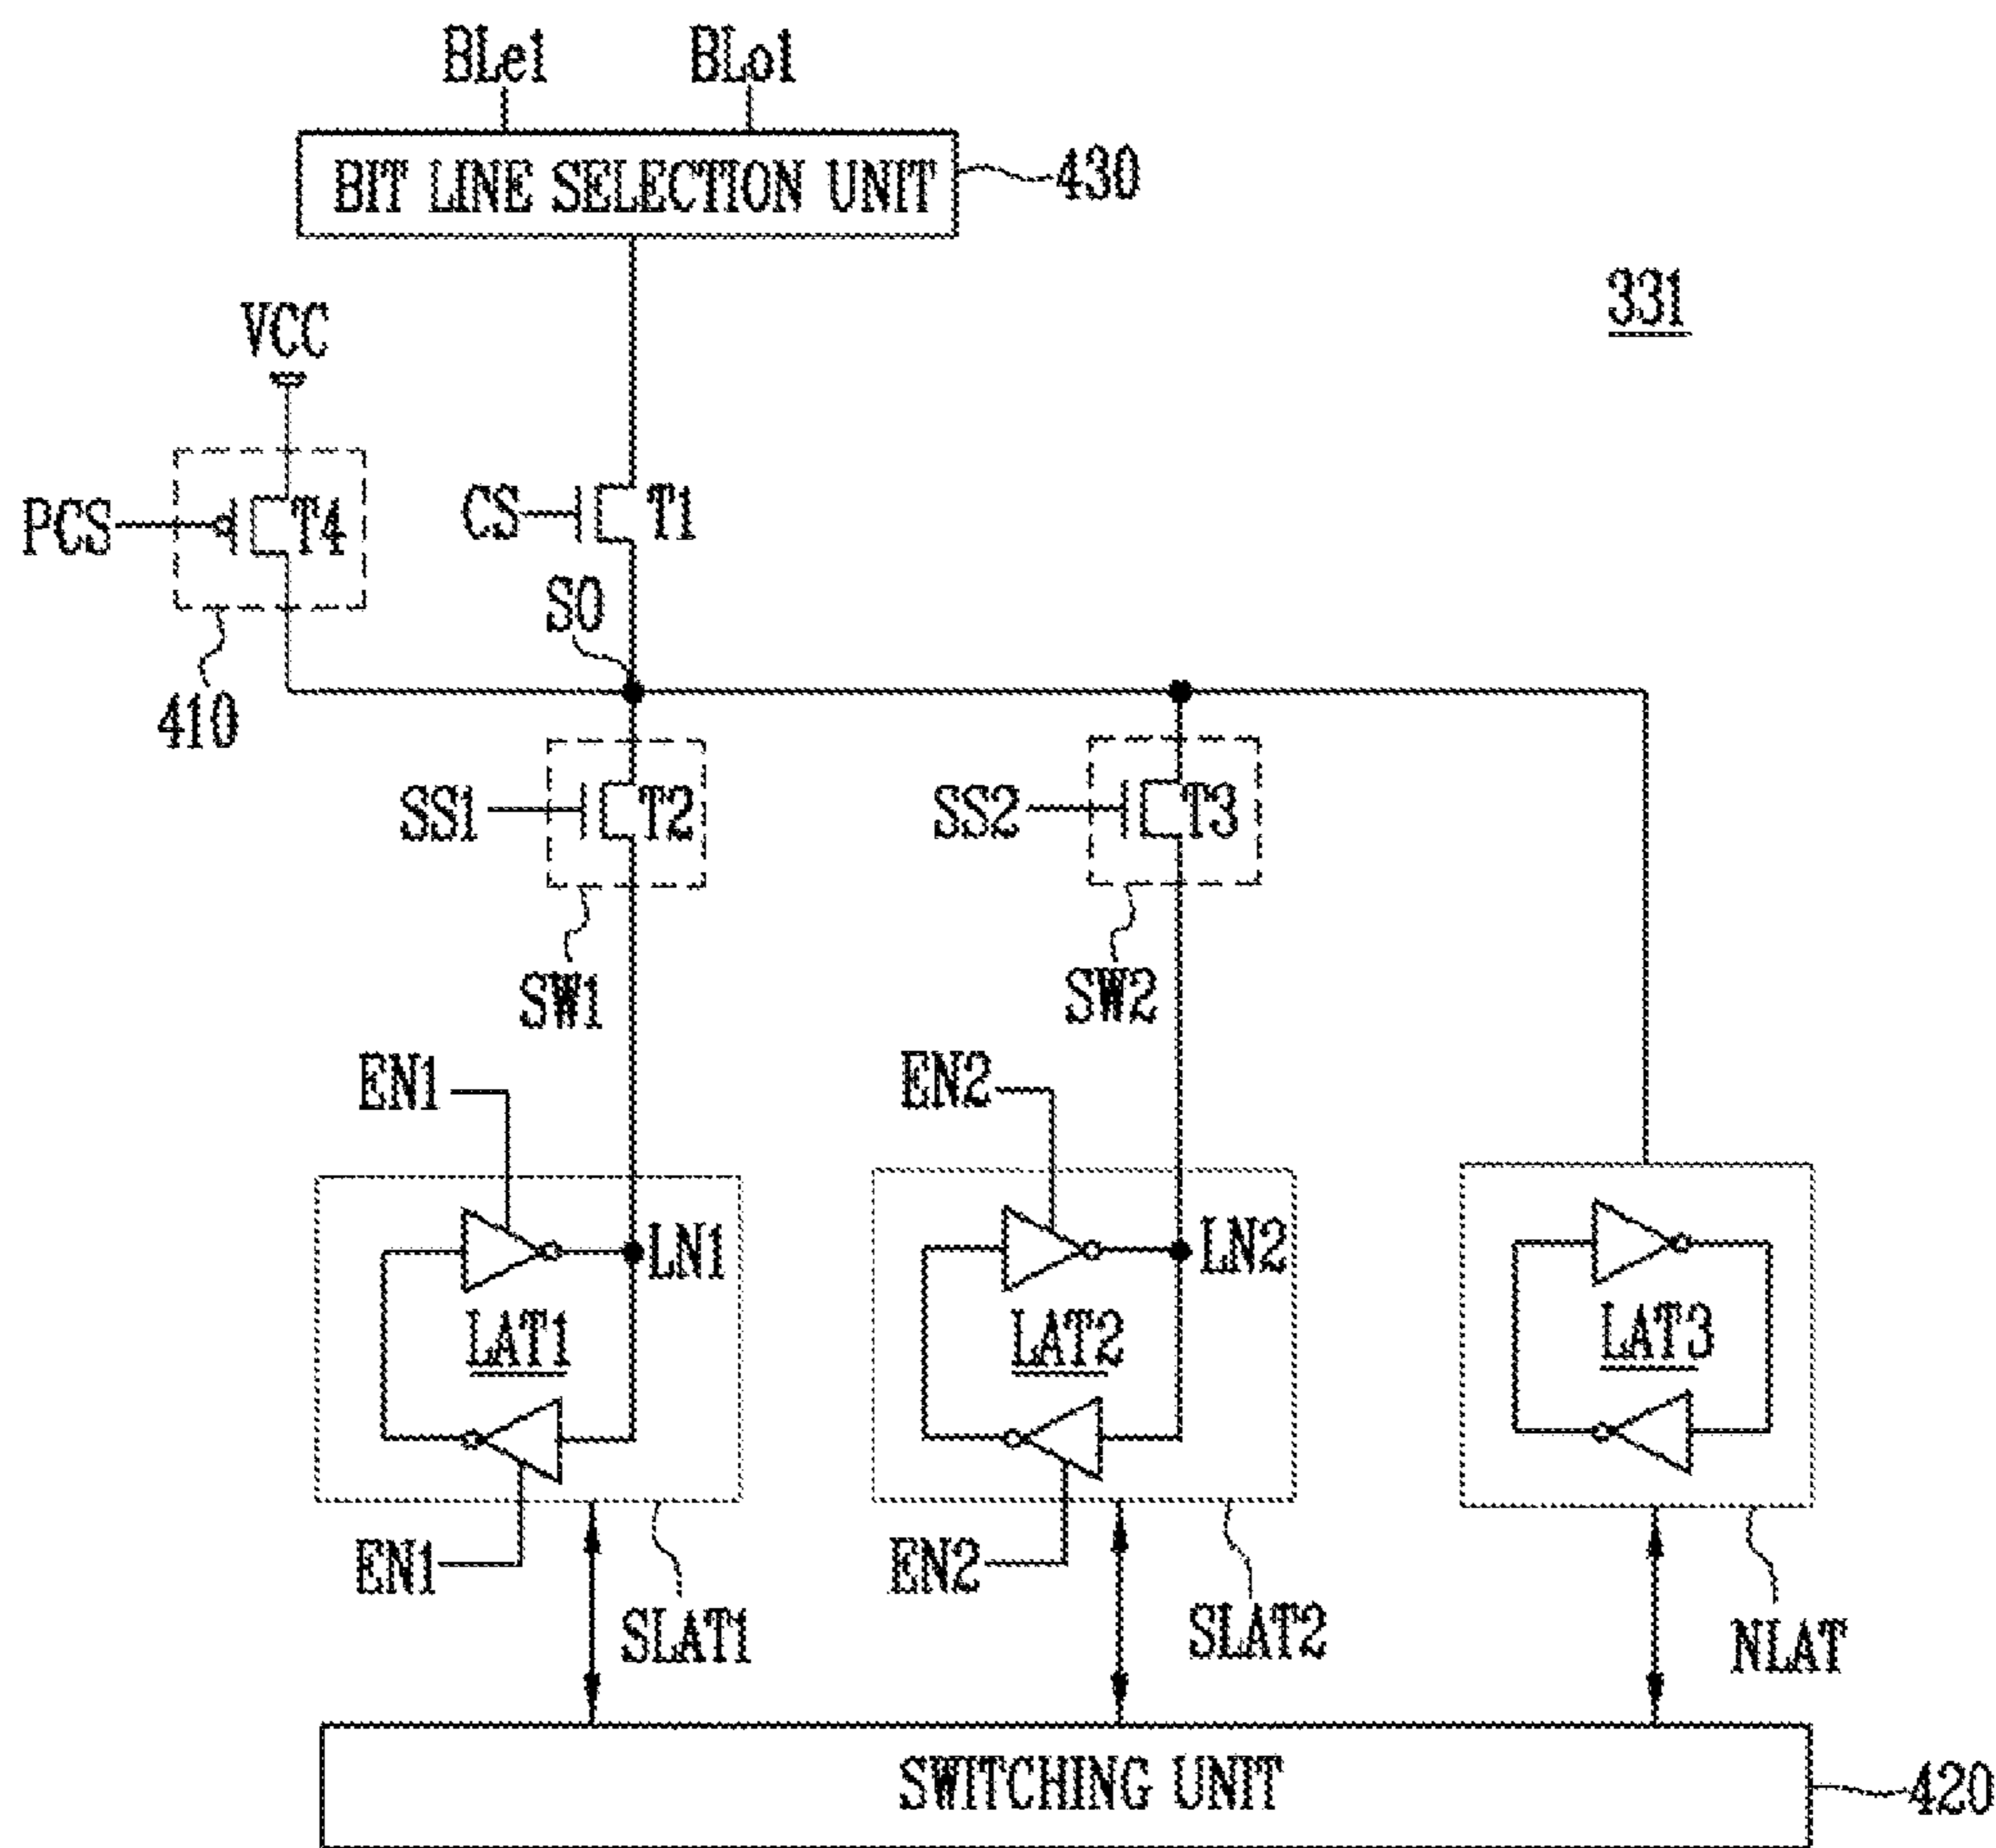 BLe1 BLo1
BIT LINE SELECTION UNIT
430
331
VCC
PCS
T4
CS
T1
SO
410
SS1
T2
SS2
T3
SW1
SW2
EN1
EN2
LN1
LN2
LAT1
LAT2
LAT3
EN1
EN2
SLAT1
SLAT2
NLAT
SWITCHING UNIT
420